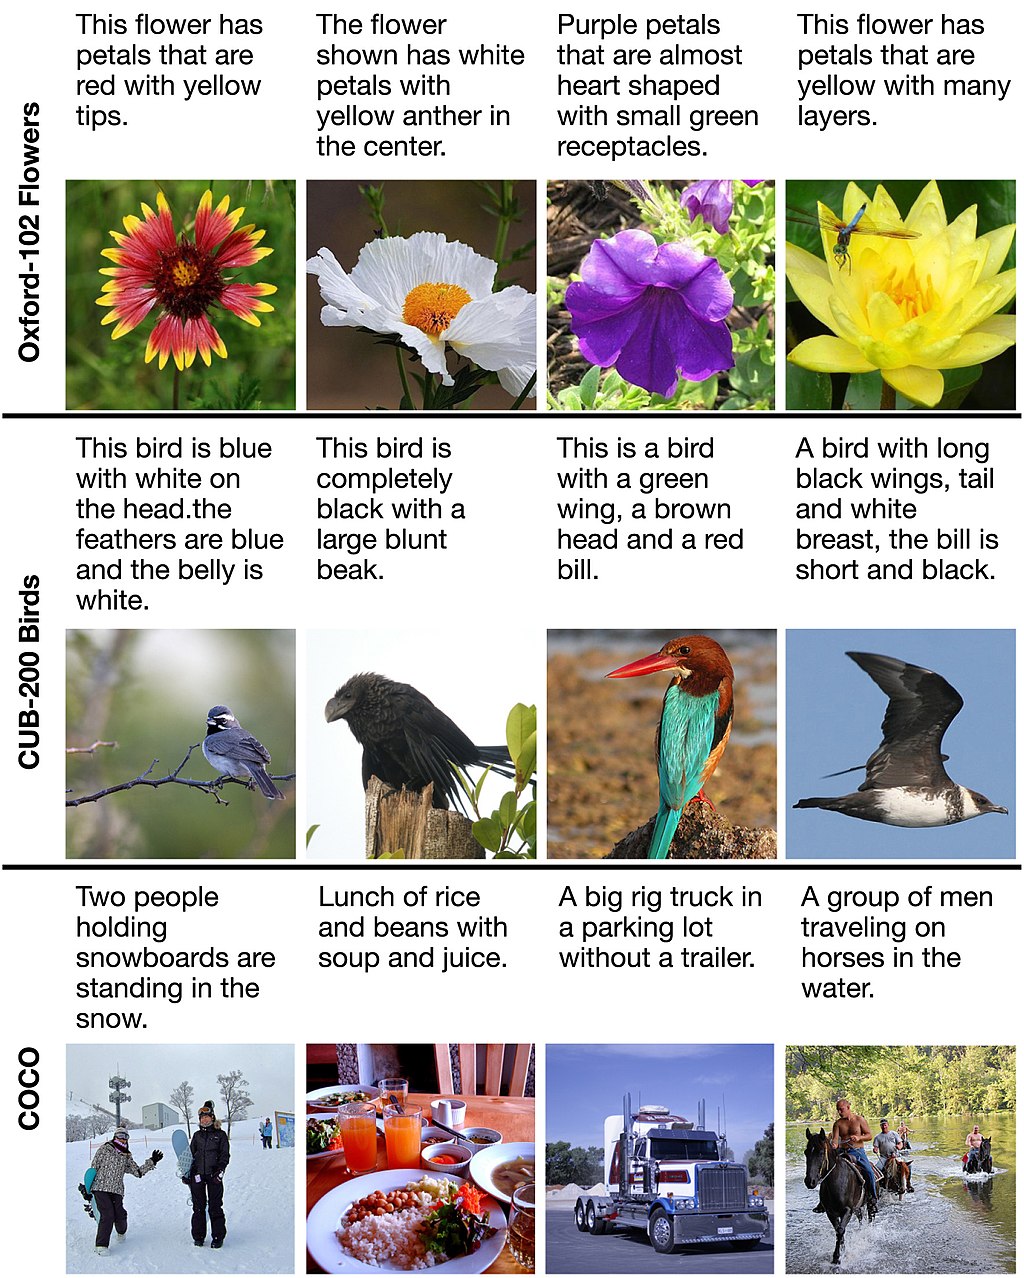 Oxford-102 Flowers
This flower has
petals that are
red with yellow
tips.
The flower
shown has white
petals with
yellow anther in
the center.
Purple petals
that are almost
heart shaped
with small green
receptacles.
This flower has
petals that are
yellow with many
layers.
CUB-200 Birds
This bird is blue
with white on
the head.the
feathers are blue
and the belly is
white.
This bird is
completely
black with a
large blunt
beak.
This is a bird
with a green
wing, a brown
head and a red
bill.
A bird with long
black wings, tail
and white
breast, the bill is
short and black.
COCO
Two people
holding
snowboards are
standing in the
snow.
Lunch of rice
and beans with
soup and juice.
A big rig truck in
a parking lot
without a trailer.
A group of men
traveling on
horses in the
water.